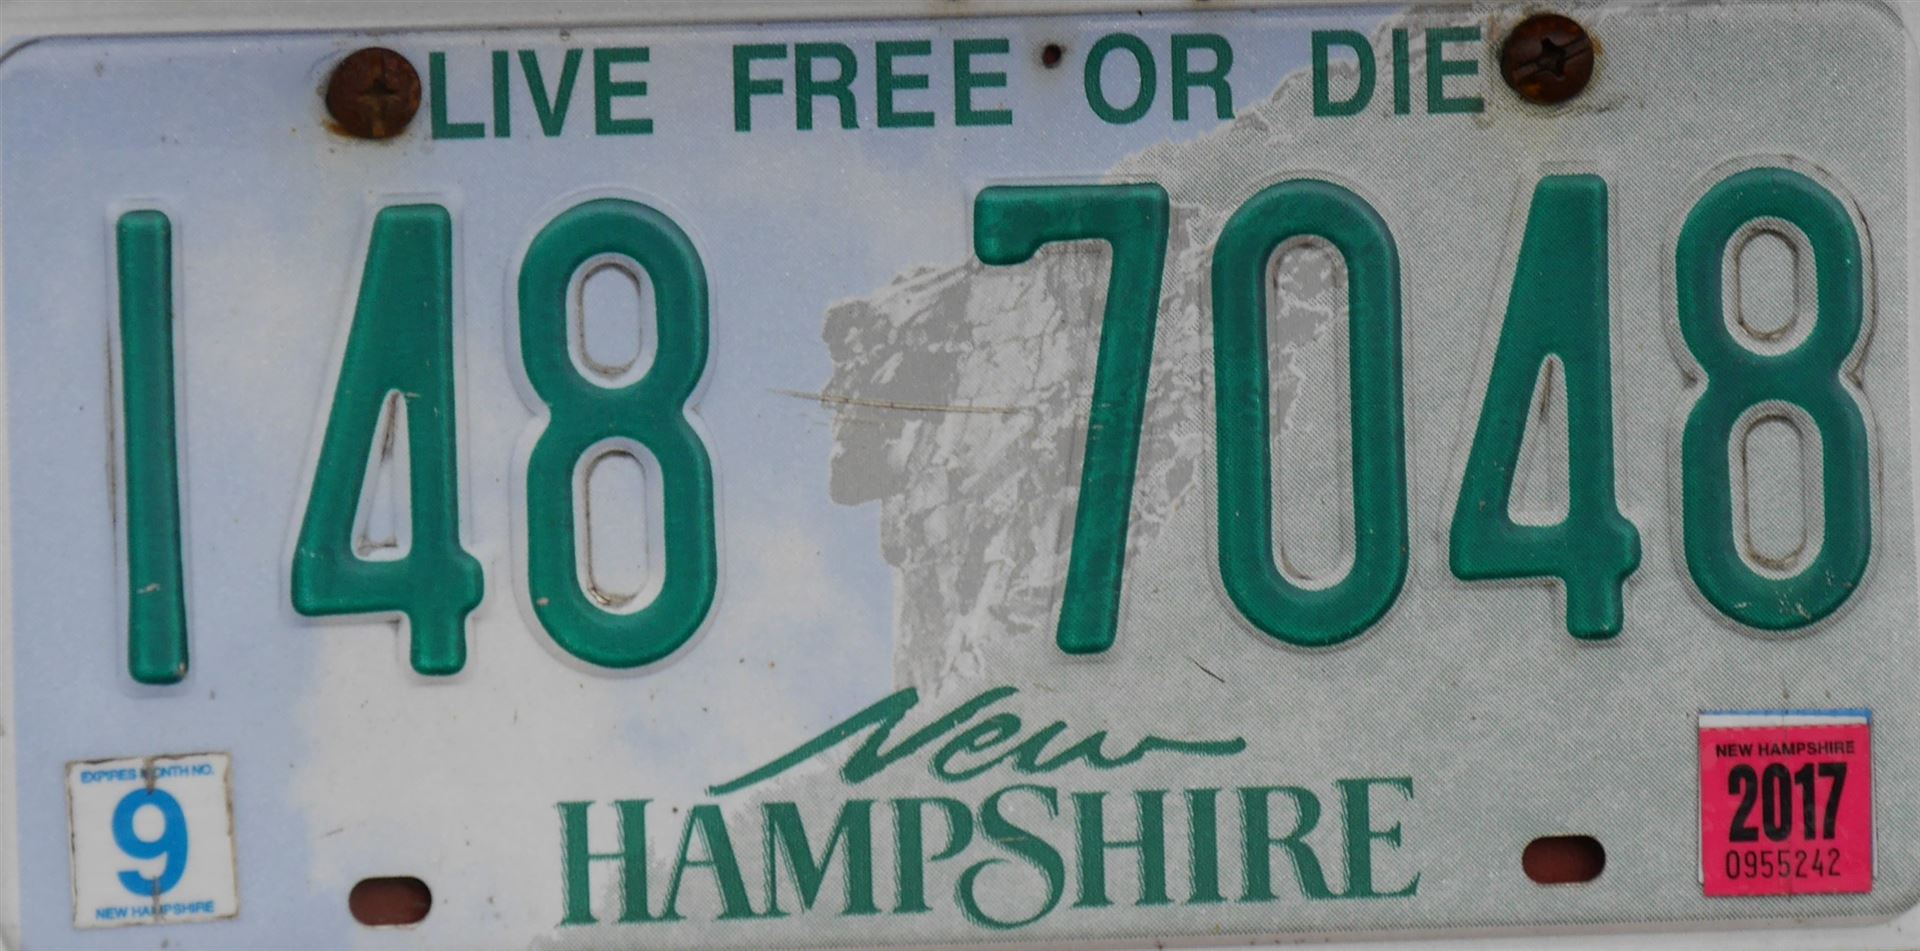 LIVE FREE OR DIE
148 7048
New
HAMPSHIRE
EXPIRES MONTH NO.
9
NEW HAMPSHIRE
NEW HAMPSHIRE
2017
0955242